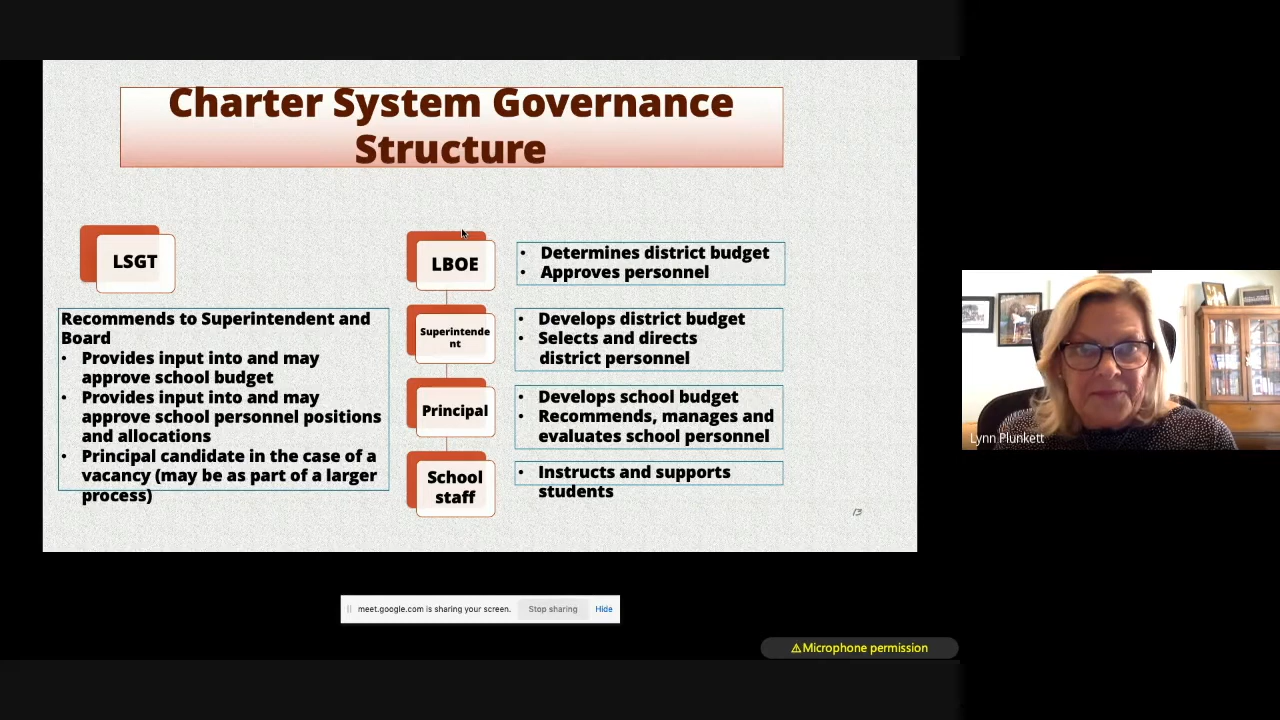 Charter System Governance
Structure
LSGT
Recommends to Superintendent and
Board
• Provides input into and may
approve school budget
• Provides input into and may
approve school personnel positions
and allocations
• Principal candidate in the case of a
vacancy (may be as part of a larger
process)
LBOE
• Determines district budget
• Approves personnel
Superintende
nt
• Develops district budget
• Selects and directs
district personnel
Principal
• Develops school budget
• Recommends, manages and
evaluates school personnel
School
staff
• Instructs and supports
students
Lynn Plunkett
meet.google.com is sharing your screen.
Stop sharing
Hide
⚠Microphone permission